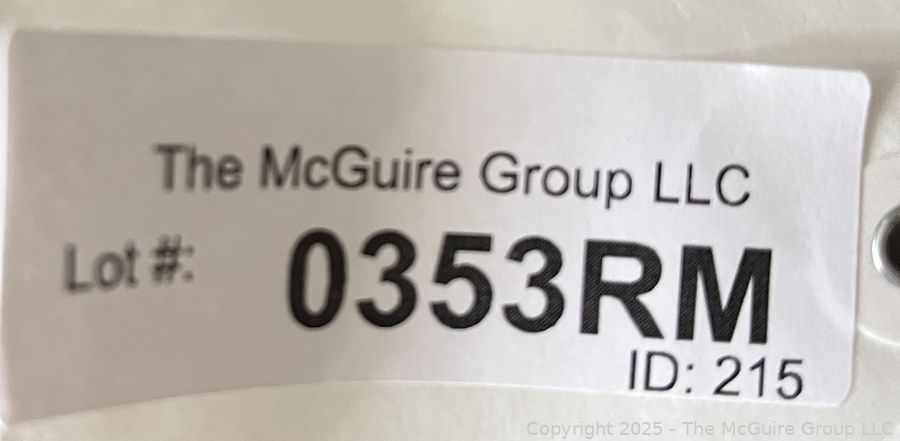 The McGuire Group LLC
Lot #: 0353RM
ID: 215
Copyright 2025 - The McGuire Group LLC